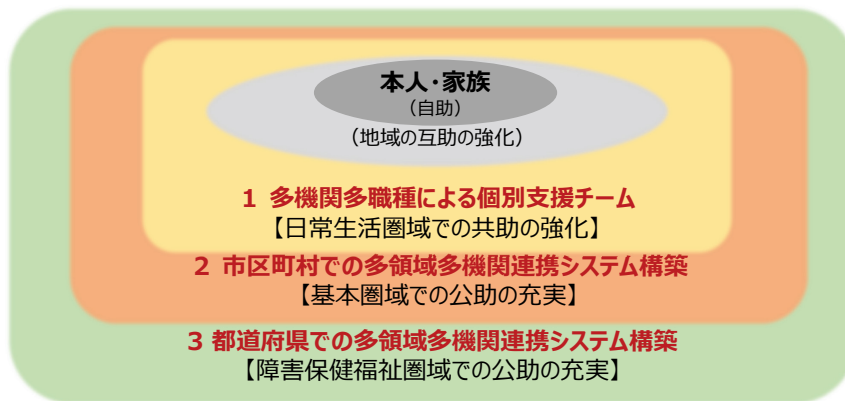 本人・家族
（自助）
（地域の互助の強化）
1 多機関多職種による個別支援チーム
【日常生活圏域での共助の強化】
2 市区町村での多領域多機関連携システム構築
【基本圏域での公助の充実】
3 都道府県での多領域多機関連携システム構築
【障害保健福祉圏域での公助の充実】